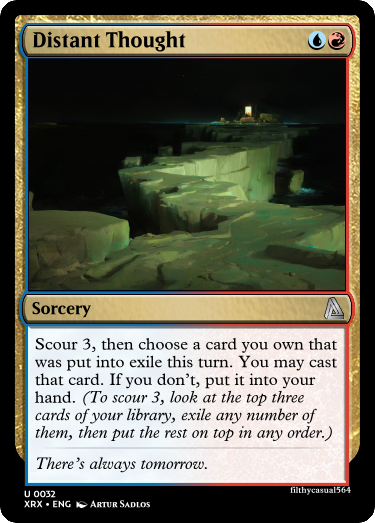 Distant Thought
Sorcery
Scour 3, then choose a card you own that
was put into exile this turn. You may cast
that card. If you don't, put it into your
hand. (To scour 3, look at the top three
cards of your library, exile any number of
them, then put the rest on top in any order.)
There's always tomorrow.
U 0032
XRX • ENG Artur Sadlos
filthycasual564